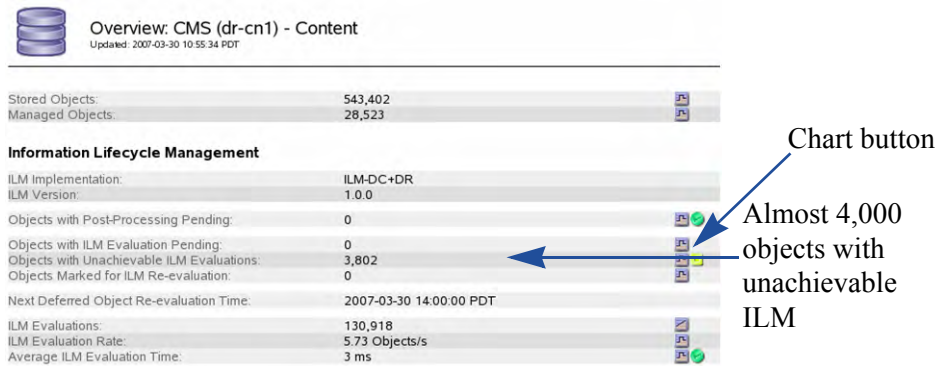 Overview: CMS (dr-cn1) - Content
Updated: 2007-03-30 10:55:34 PDT
Stored Objects: 543,402
Managed Objects: 28,523
Information Lifecycle Management
ILM Implementation: ILM-DC+DR
ILM Version: 1.0.0
Objects with Post-Processing Pending: 0
Objects with ILM Evaluation Pending: 0
Objects with Unachievable ILM Evaluations: 3,802
Objects Marked for ILM Re-evaluation: 0
Next Deferred Object Re-evaluation Time: 2007-03-30 14:00:00 PDT
ILM Evaluations: 130,918
ILM Evaluation Rate: 5.73 Objects/s
Average ILM Evaluation Time: 3 ms
Chart button
Almost 4,000
objects with
unachievable
ILM